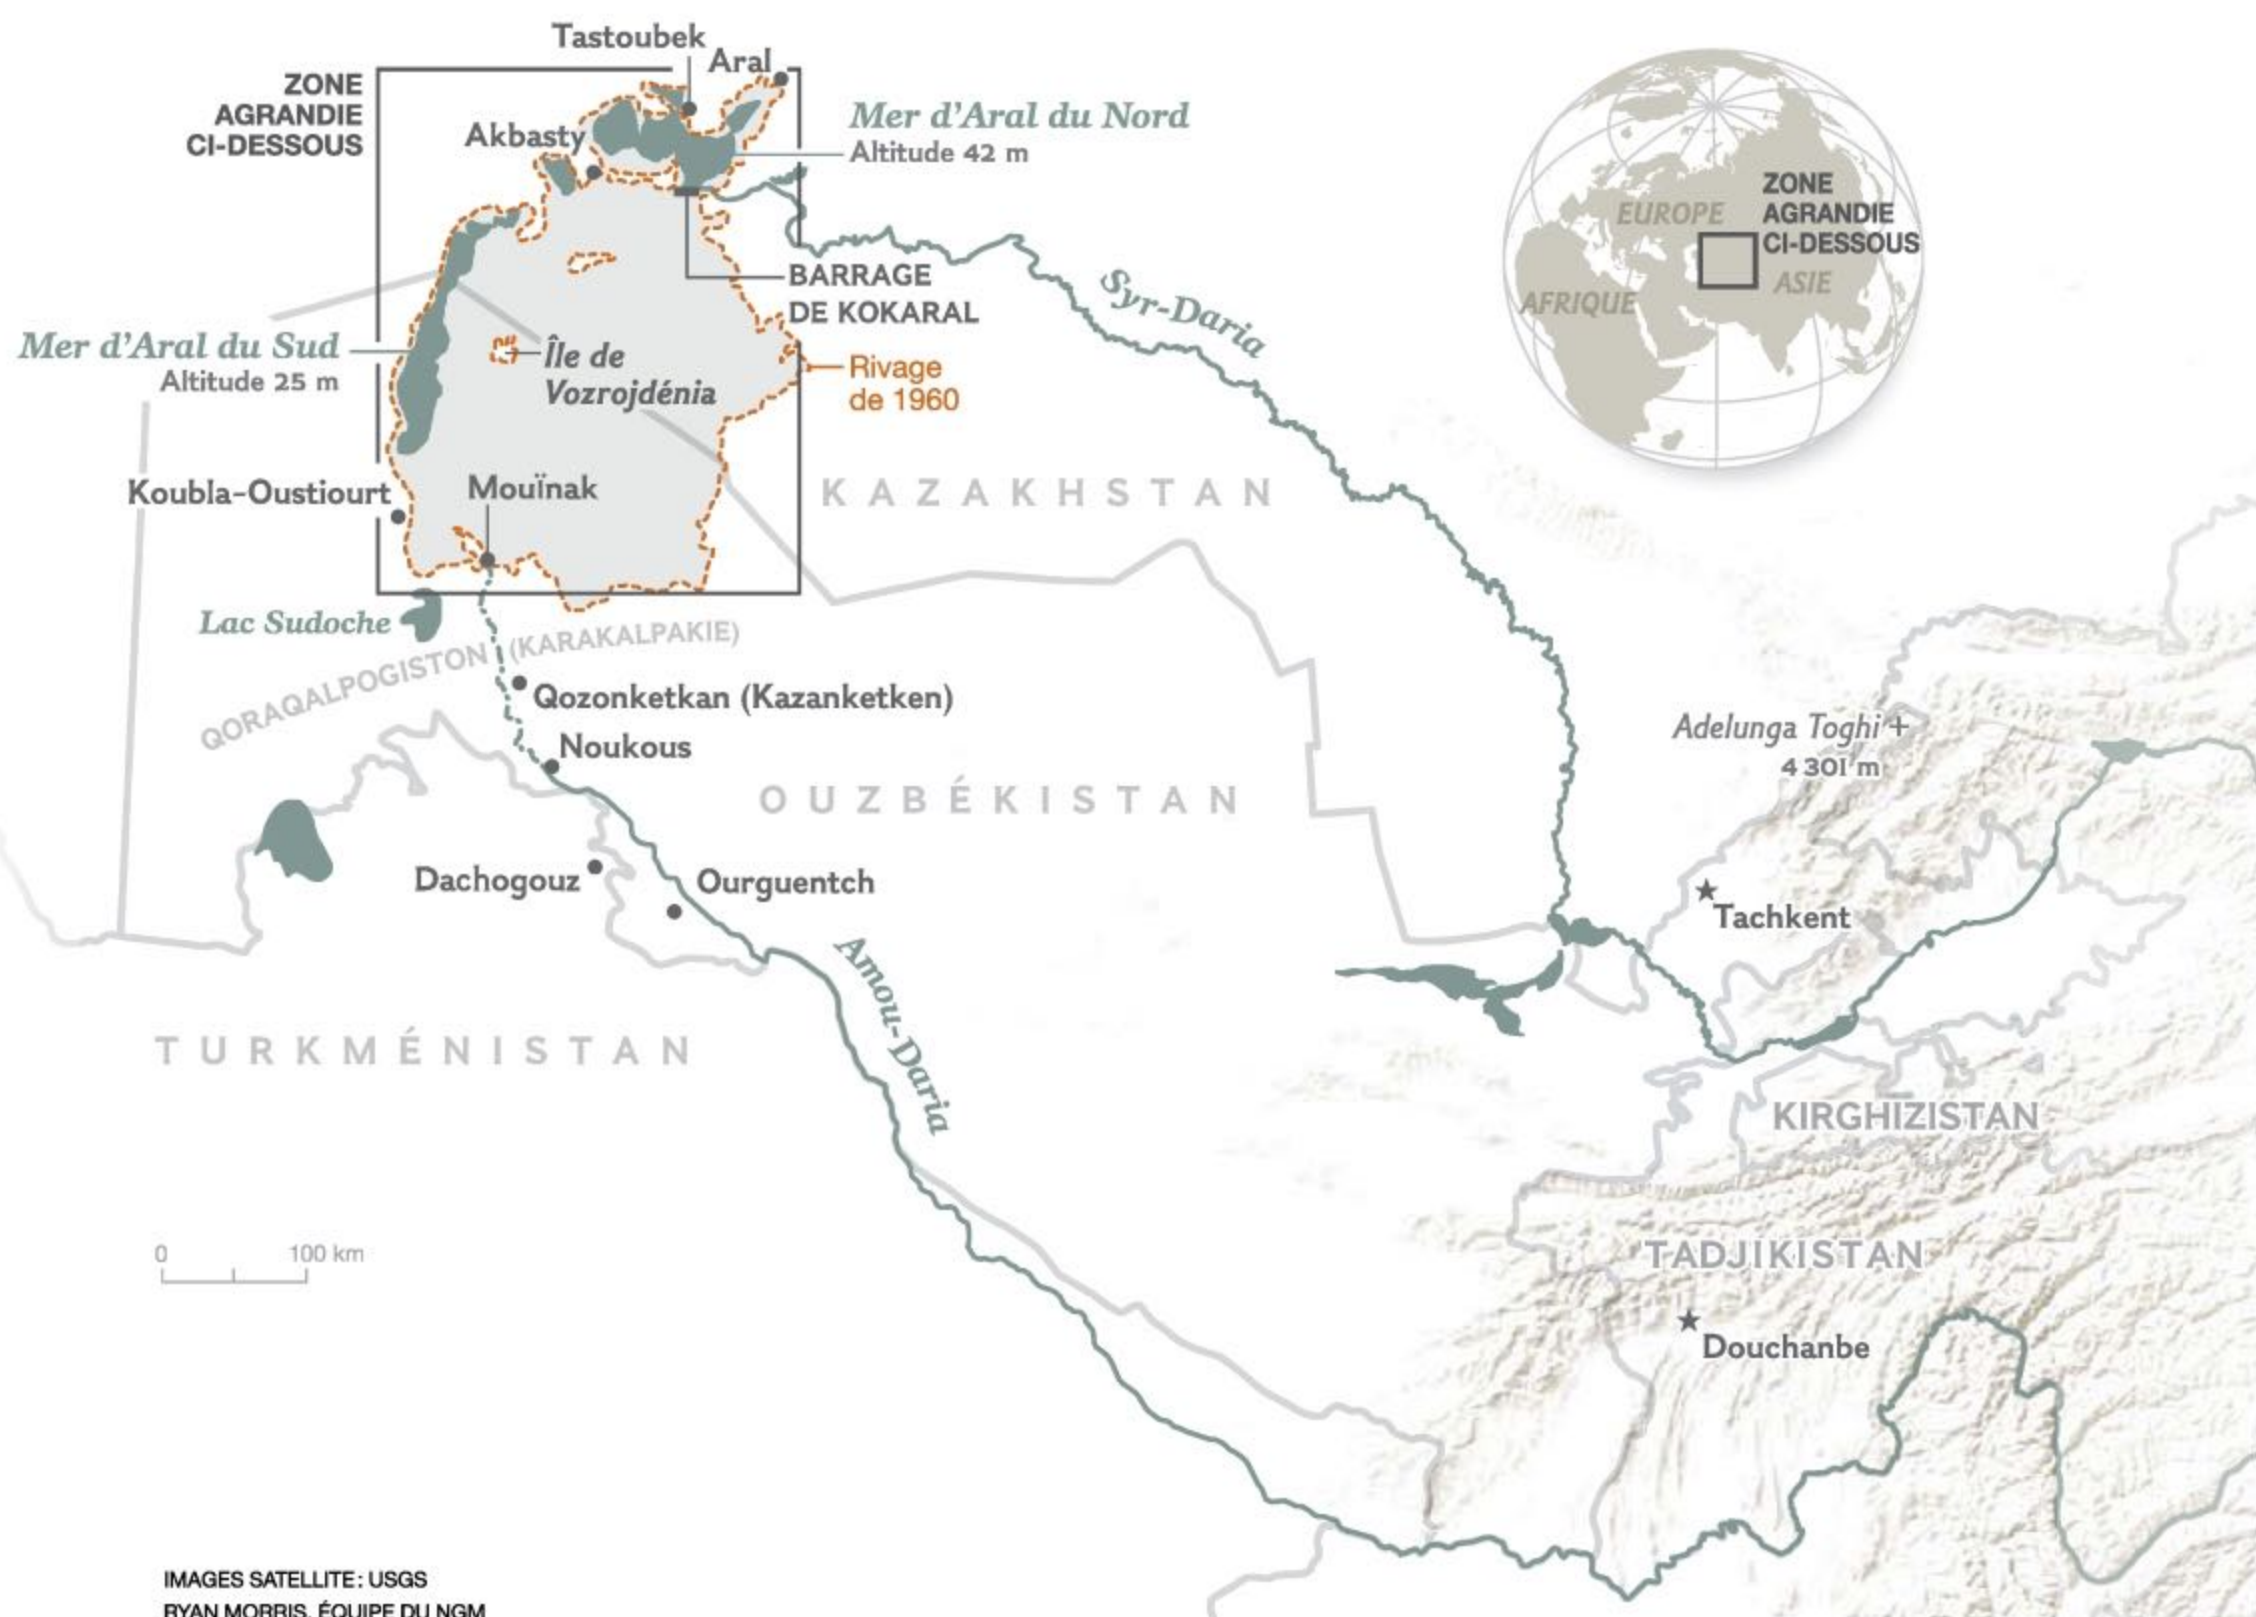 Tastoubek
Aral
ZONE
AGRANDIE
CI-DESSOUS
Akbasty
Mer d'Aral du Nord
Altitude 42 m
BARRAGE
DE KOKARAL
Syr-Daria
Mer d'Aral du Sud
Altitude 25 m
Île de
Vozrojdénia
Rivage
de 1960
EUROPE
ZONE
AGRANDIE
CI-DESSOUS
ASIE
AFRIQUE
Koubla-Oustiourt
Mouïnak
KAZAKHSTAN
Lac Sudoche
QORAQALPOGISTON (KARAKALPAKIE)
Qozonketkan (Kazanketken)
Noukous
Adelunga Toghi +
4 301 m
OUZBÉKISTAN
Dachogouz
Ourguentch
Tachkent
Amou-Daria
TURKMÉNISTAN
KIRGHIZISTAN
TADJIKISTAN
Douchanbe
0 100 km
IMAGES SATELLITE : USGS
RYAN MORRIS, ÉQUIPE DU NGM